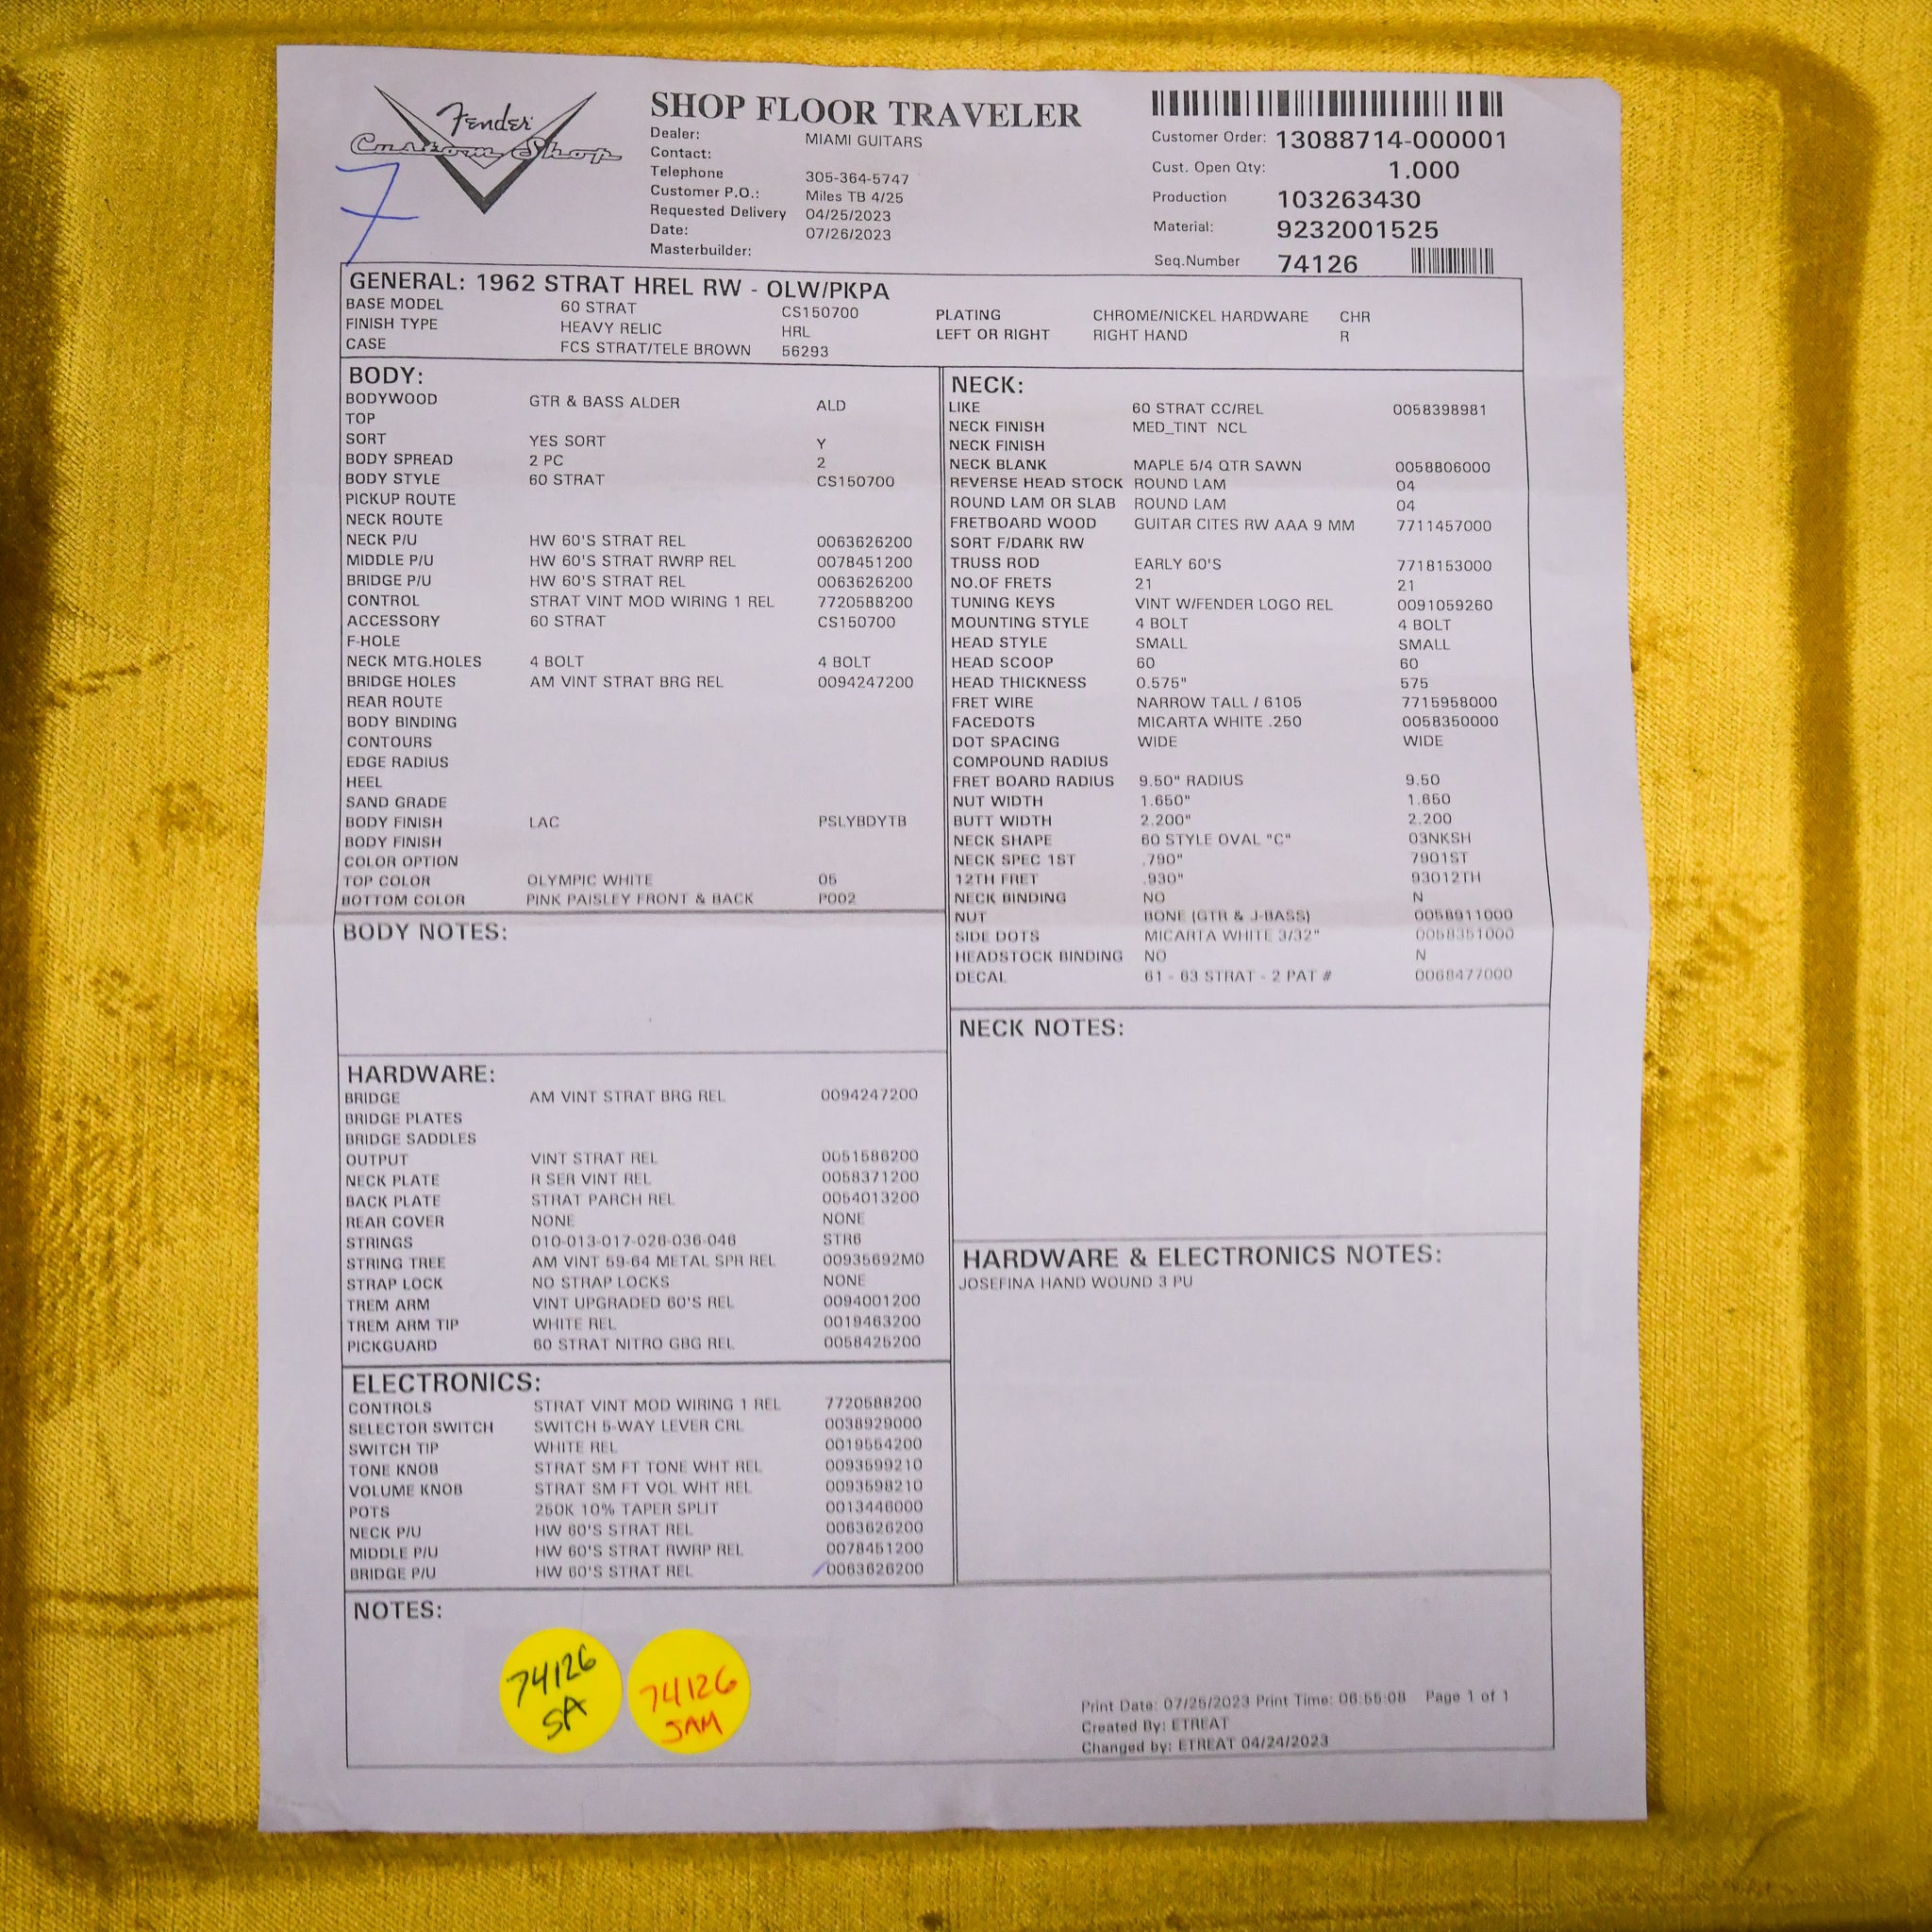 Fender
Custom Shop
7
SHOP FLOOR TRAVELER
Dealer: MIAMI GUITARS
Contact:
Telephone 305-364-5747
Customer P.O.: Miles TB 4/25
Requested Delivery 04/25/2023
Date: 07/26/2023
Masterbuilder:
Customer Order: 13088714-000001
Cust. Open Qty: 1.000
Production 103263430
Material: 9232001525
Seq.Number 74126
GENERAL: 1962 STRAT HREL RW - OLW/PKPA
BASE MODEL 60 STRAT CS150700 PLATING CHROME/NICKEL HARDWARE CHR
FINISH TYPE HEAVY RELIC HRL LEFT OR RIGHT RIGHT HAND R
CASE FCS STRAT/TELE BROWN 56293
BODY:
BODYWOOD GTR & BASS ALDER ALD
TOP
SORT YES SORT Y
BODY SPREAD 2 PC 2
BODY STYLE 60 STRAT CS150700
PICKUP ROUTE
NECK ROUTE
NECK P/U HW 60'S STRAT REL 0063626200
MIDDLE P/U HW 60'S STRAT RWRP REL 0078451200
BRIDGE P/U HW 60'S STRAT REL 0063626200
CONTROL STRAT VINT MOD WIRING 1 REL 7720588200
ACCESSORY 60 STRAT CS150700
F-HOLE
NECK MTG.HOLES 4 BOLT 4 BOLT
BRIDGE HOLES AM VINT STRAT BRG REL 0094247200
REAR ROUTE
BODY BINDING
CONTOURS
EDGE RADIUS
HEEL
SAND GRADE
BODY FINISH LAC PSLYBDYTB
BODY FINISH
COLOR OPTION
TOP COLOR OLYMPIC WHITE 05
BOTTOM COLOR PINK PAISLEY FRONT & BACK P002
BODY NOTES:
NECK:
LIKE 60 STRAT CC/REL 0058398981
NECK FINISH MED_TINT NCL
NECK FINISH
NECK BLANK MAPLE 5/4 QTR SAWN 0058806000
REVERSE HEAD STOCK ROUND LAM 04
ROUND LAM OR SLAB ROUND LAM 04
FRETBOARD WOOD GUITAR CITES RW AAA 9 MM 7711457000
SORT F/DARK RW
TRUSS ROD EARLY 60'S 7718153000
NO.OF FRETS 21 21
TUNING KEYS VINT W/FENDER LOGO REL 0091059260
MOUNTING STYLE 4 BOLT 4 BOLT
HEAD STYLE SMALL SMALL
HEAD SCOOP 60 60
HEAD THICKNESS 0.575" 575
FRET WIRE NARROW TALL / 6105 7715958000
FACEDOTS MICARTA WHITE .250 0058350000
DOT SPACING WIDE WIDE
COMPOUND RADIUS
FRET BOARD RADIUS 9.50" RADIUS 9.50
NUT WIDTH 1.650" 1.650
BUTT WIDTH 2.200" 2.200
NECK SHAPE 60 STYLE OVAL "C" 03NKSH
NECK SPEC 1ST .790" 7901ST
12TH FRET .930" 93012TH
NECK BINDING NO N
NUT BONE (GTR & J-BASS) 0058911000
SIDE DOTS MICARTA WHITE 3/32" 0058351000
HEADSTOCK BINDING NO N
DECAL 61 - 63 STRAT - 2 PAT # 0068477000
NECK NOTES:
HARDWARE:
BRIDGE AM VINT STRAT BRG REL 0094247200
BRIDGE PLATES
BRIDGE SADDLES
OUTPUT VINT STRAT REL 0051586200
NECK PLATE R SER VINT REL 0058371200
BACK PLATE STRAT PARCH REL 0054013200
REAR COVER NONE NONE
STRINGS 010-013-017-026-036-046 STR6
STRING TREE AM VINT 59-64 METAL SPR REL 00935692M0
STRAP LOCK NO STRAP LOCKS NONE
TREM ARM VINT UPGRADED 60'S REL 0094001200
TREM ARM TIP WHITE REL 0019463200
PICKGUARD 60 STRAT NITRO GBG REL 0058425200
HARDWARE & ELECTRONICS NOTES:
JOSEFINA HAND WOUND 3 PU
ELECTRONICS:
CONTROLS STRAT VINT MOD WIRING 1 REL 7720588200
SELECTOR SWITCH SWITCH 5-WAY LEVER CRL 0038929000
SWITCH TIP WHITE REL 0019554200
TONE KNOB STRAT SM FT TONE WHT REL 0093599210
VOLUME KNOB STRAT SM FT VOL WHT REL 0093598210
POTS 250K 10% TAPER SPLIT 0013446000
NECK P/U HW 60'S STRAT REL 0063626200
MIDDLE P/U HW 60'S STRAT RWRP REL 0078451200
BRIDGE P/U HW 60'S STRAT REL 0063626200
NOTES:
74126
SA
74126
JAM
Print Date: 07/26/2023 Print Time: 06:55:08 Page 1 of 1
Created By: ETREAT
Changed by: ETREAT 04/24/2023